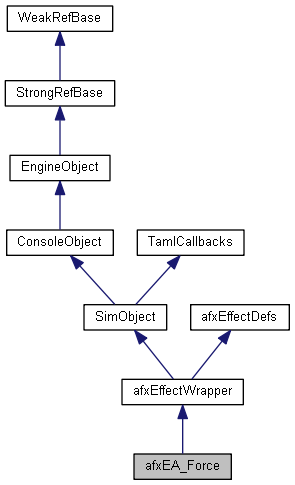 WeakRefBase
StrongRefBase
EngineObject
ConsoleObject
TamlCallbacks
SimObject
afxEffectDefs
afxEffectWrapper
afxEA_Force